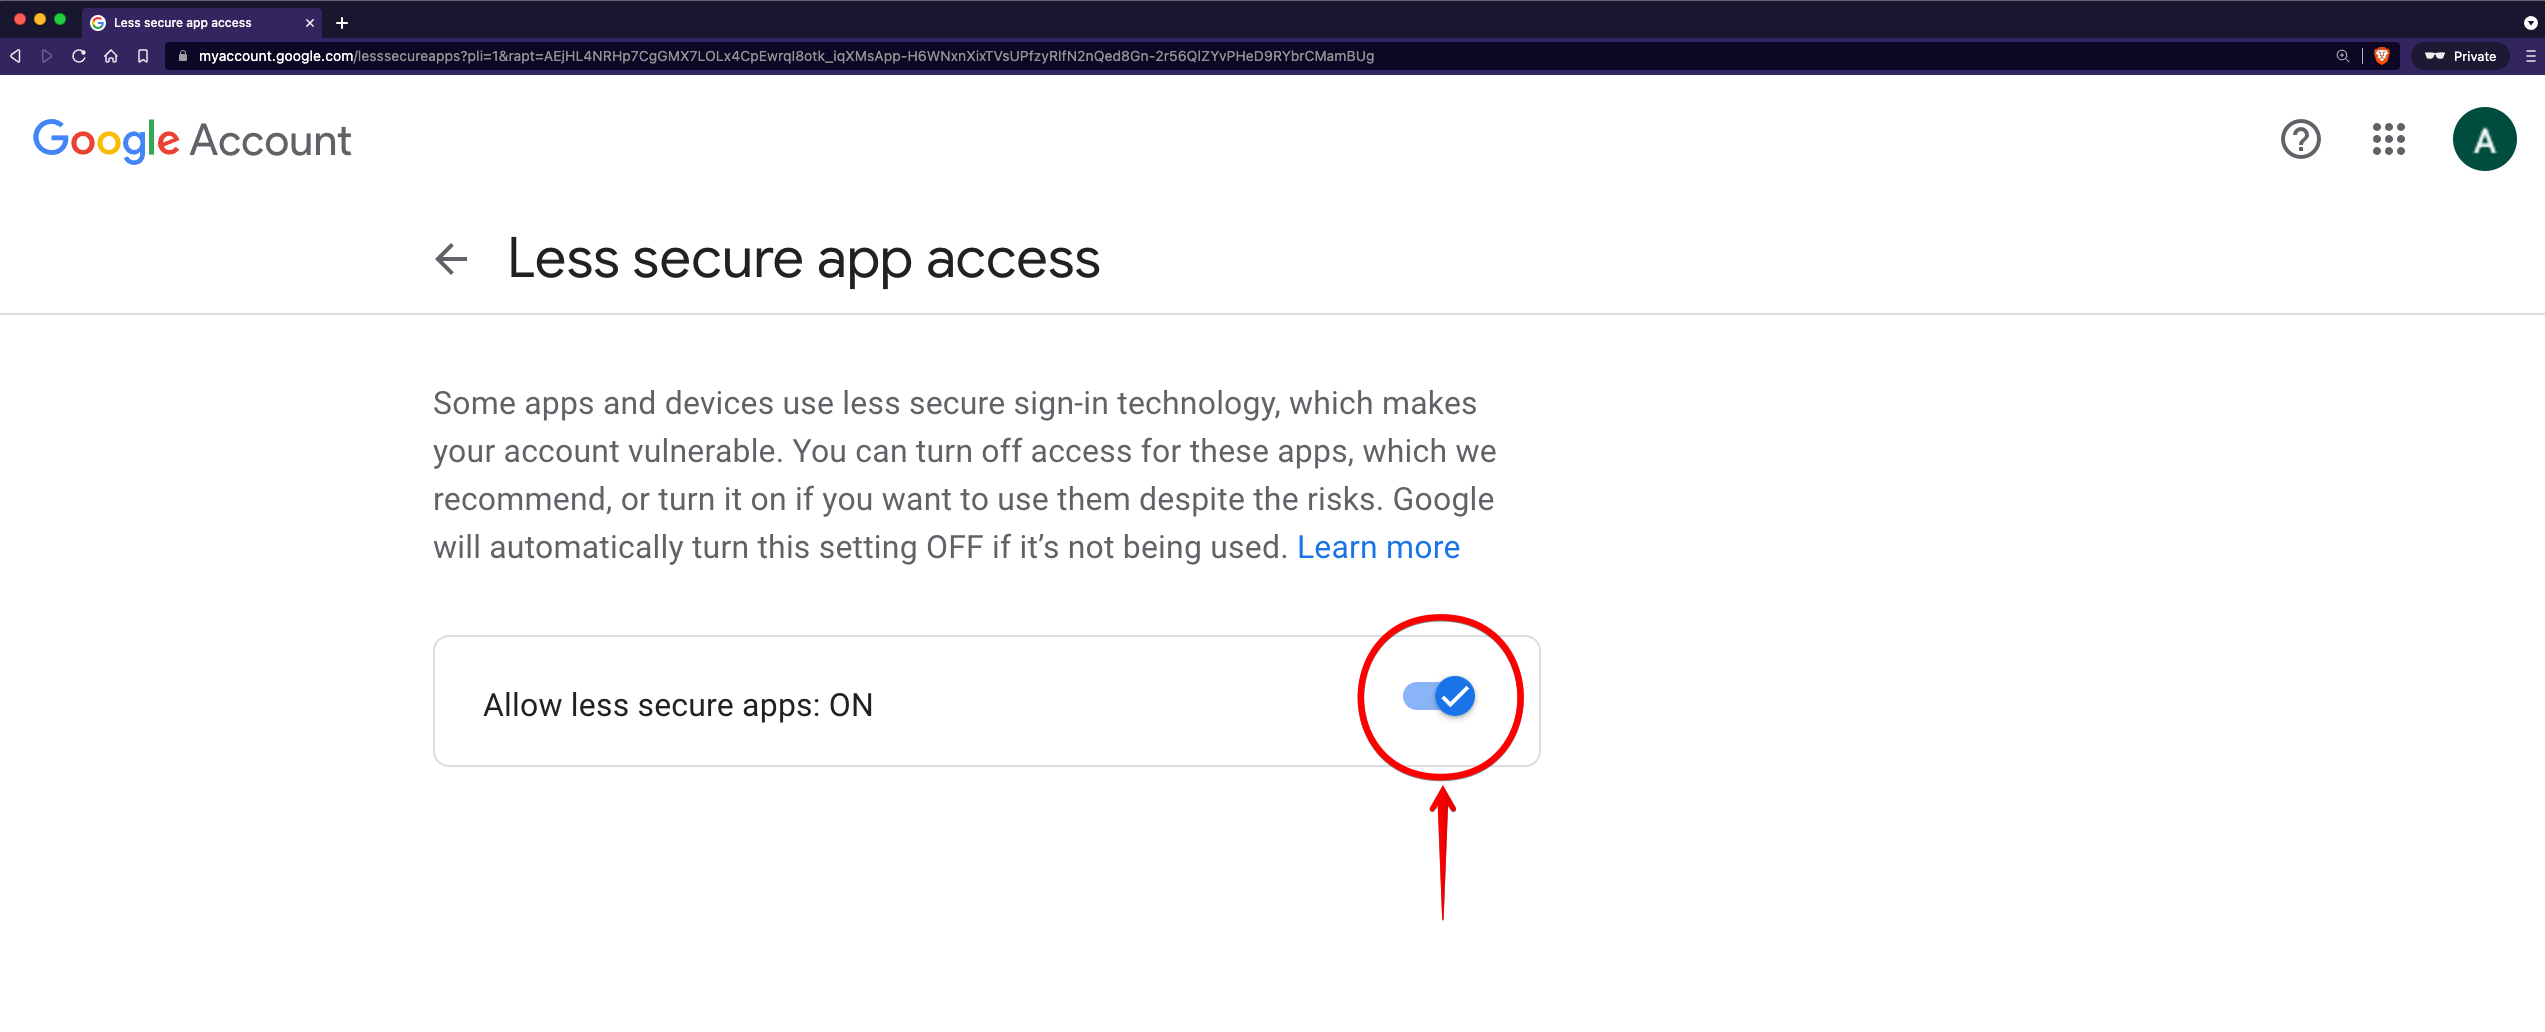 Less secure app access
myaccount.google.com/lesssecureapps?pli=1&rapt=AEjHL4NRHp7CgGMX7LOLx4CpEwrqI8otk_iqXMsApp-H6WNxnXixTVsUPfzyRlfN2nQed8Gn-2r56QlZYvPHeD9RYbrCMamBUg
Private
Google Account
A
Less secure app access
Some apps and devices use less secure sign-in technology, which makes
your account vulnerable. You can turn off access for these apps, which we
recommend, or turn it on if you want to use them despite the risks. Google
will automatically turn this setting OFF if it’s not being used. Learn more
Allow less secure apps: ON